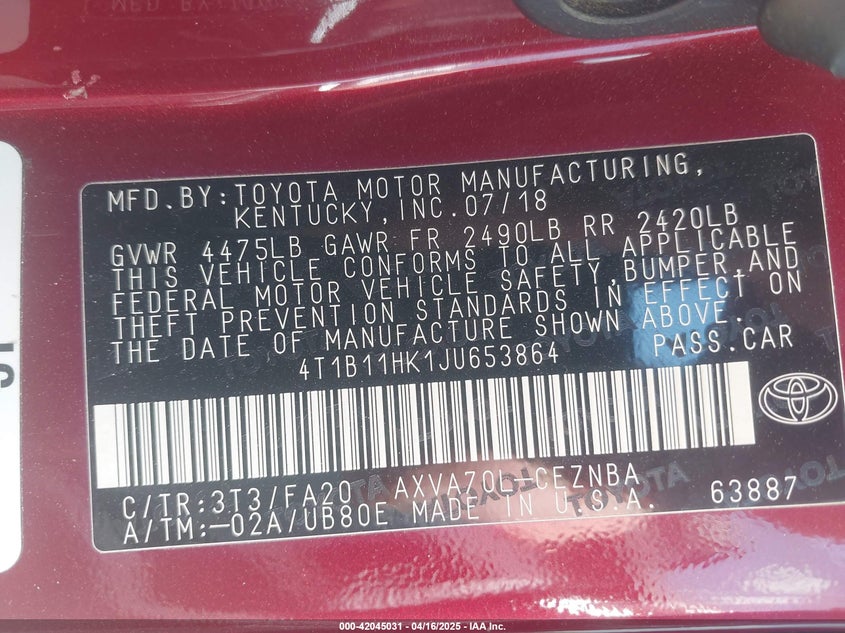 MFD.BY:TOYOTA MOTOR MANUFACTURING,
KENTUCKY,INC.07/18
GVWR 4475LB GAWR FR 2490LB RR 2420LB
THIS VEHICLE CONFORMS TO ALL APPLICABLE
FEDERAL MOTOR VEHICLE SAFETY,BUMPER,AND
THEFT PREVENTION STANDARDS IN EFFECT ON
THE DATE OF MANUFACTURE SHOWN ABOVE.
4T1B11HK1JU653864 PASS.CAR
C/TR:3T3/FA20 AXVA70L-CEZNBA
A/TM:-02A/UB80E MADE IN U.S.A. 63887
000-42045031 - 04/16/2025 - IAA, Inc.